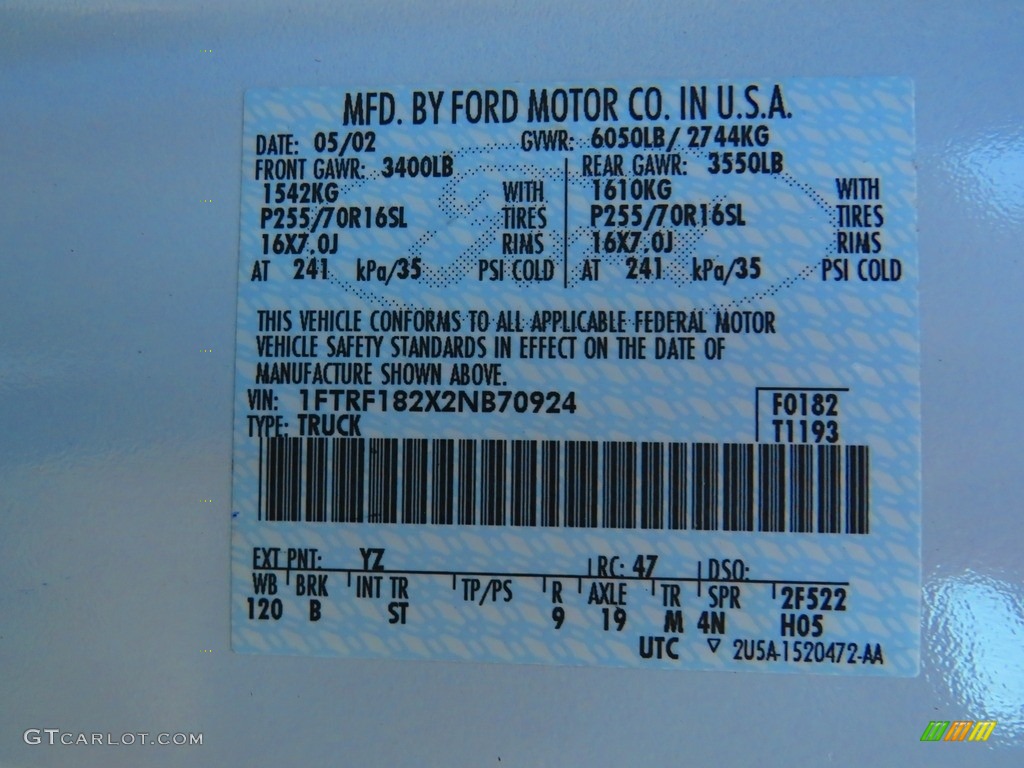 MFD. BY FORD MOTOR CO. IN U.S.A.
DATE: 05/02 GVWR: 6050LB/ 2744KG
FRONT GAWR: 3400LB REAR GAWR: 3550LB
1542KG WITH 1610KG WITH
P255/70R16SL TIRES P255/70R16SL TIRES
16X7.0J RIMS 16X7.0J RIMS
AT 241 kPa/35 PSI COLD AT 241 kPa/35 PSI COLD
THIS VEHICLE CONFORMS TO ALL APPLICABLE FEDERAL MOTOR
VEHICLE SAFETY STANDARDS IN EFFECT ON THE DATE OF
MANUFACTURE SHOWN ABOVE.
VIN: 1FTRF182X2NB70924 F0182
TYPE: TRUCK T1193
EXT PNT: YZ RC: 47 DSO:
WB BRK INT TR TP/PS R AXLE TR SPR 2F522
120 B ST 9 19 M 4N H05
UTC ▽ 2U5A-1520472-AA
GTCARLOT.COM